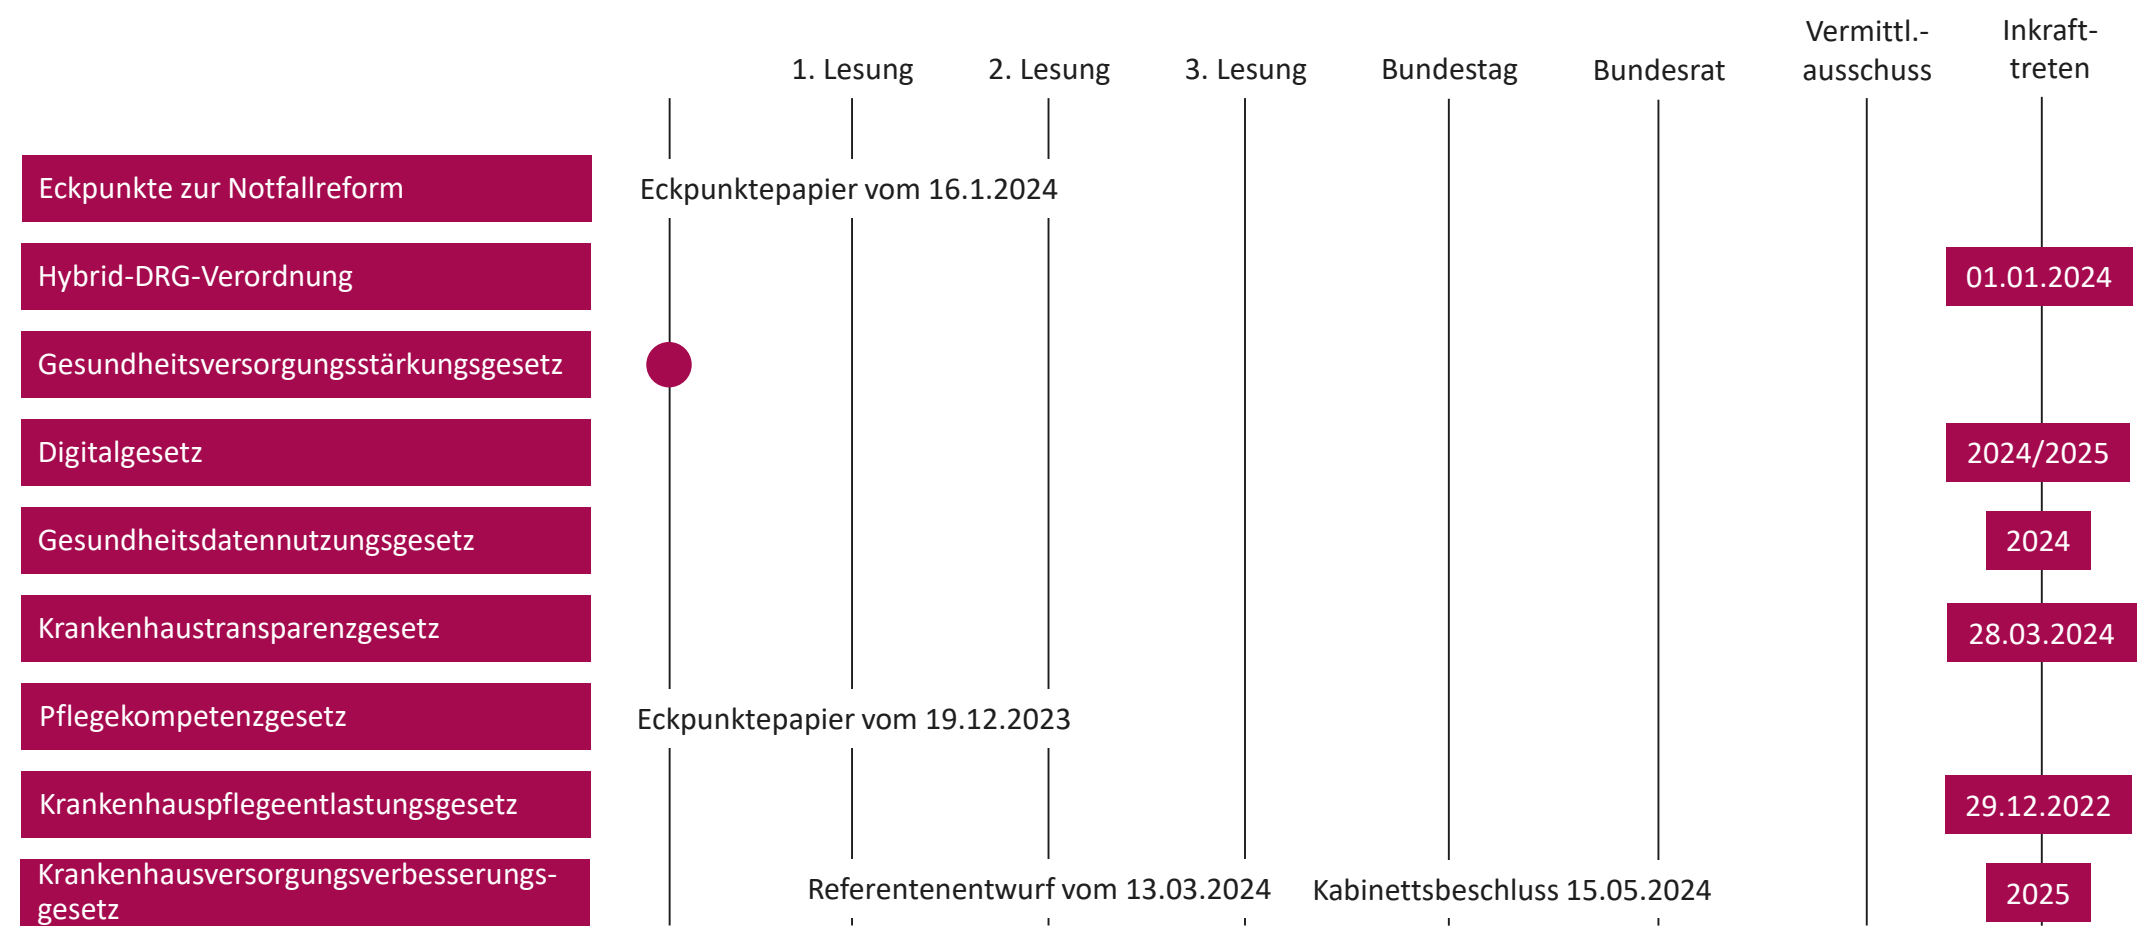 1. Lesung
2. Lesung
3. Lesung
Bundestag
Bundesrat
Vermittl.-
ausschuss
Inkraft-
treten
Eckpunkte zur Notfallreform
Eckpunktepapier vom 16.1.2024
Hybrid-DRG-Verordnung
01.01.2024
Gesundheitsversorgungsstärkungsgesetz
Digitalgesetz
2024/2025
Gesundheitsdatennutzungsgesetz
2024
Krankenhaustransparenzgesetz
28.03.2024
Pflegekompetenzgesetz
Eckpunktepapier vom 19.12.2023
Krankenhauspflegeentlastungsgesetz
29.12.2022
Krankenhausversorgungsverbesserungs-
gesetz
Referentenentwurf vom 13.03.2024
Kabinettsbeschluss 15.05.2024
2025